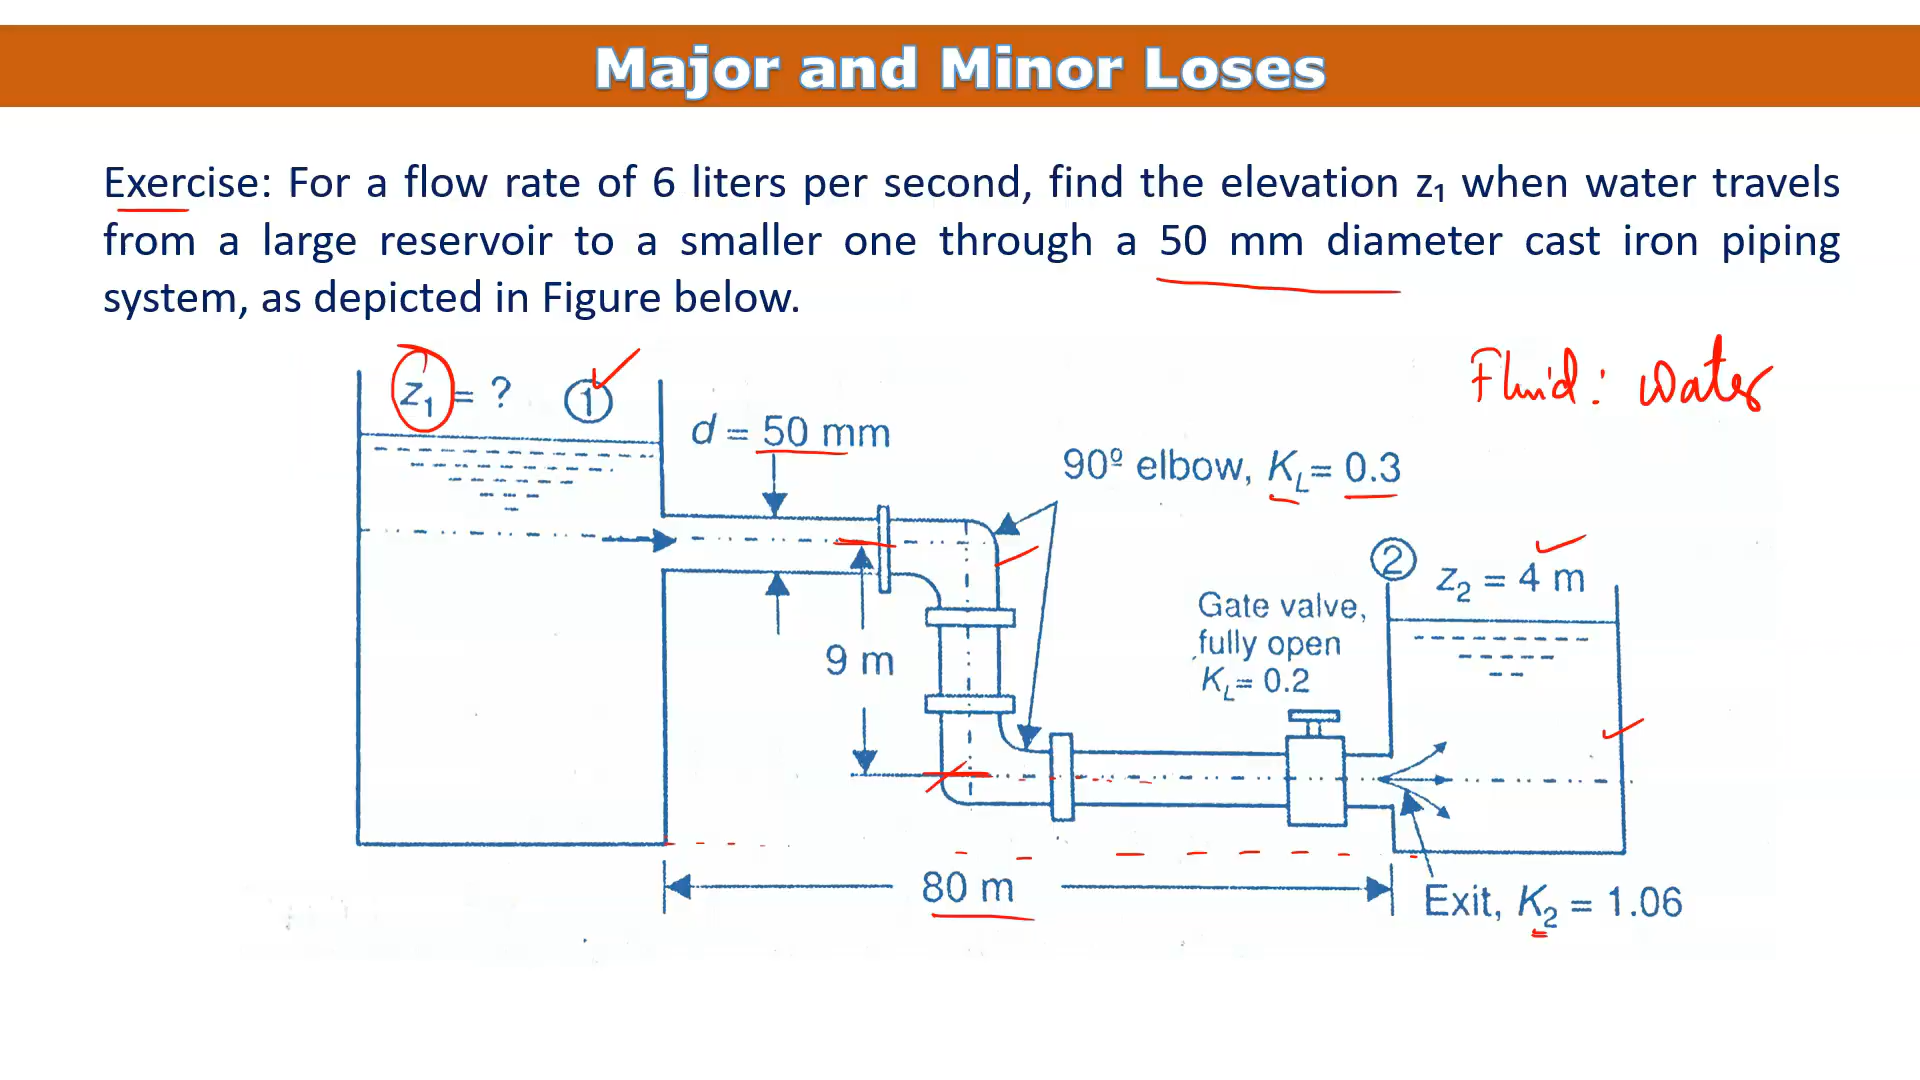 Major and Minor Loses
Exercise: For a flow rate of 6 liters per second, find the elevation z₁ when water travels
from a large reservoir to a smaller one through a 50 mm diameter cast iron piping
system, as depicted in Figure below.
Fluid: water
z₁ = ? ①
d = 50 mm
90º elbow, K_L = 0.3
②
z₂ = 4 m
Gate valve,
fully open
K_L = 0.2
9 m
80 m
Exit, K₂ = 1.06